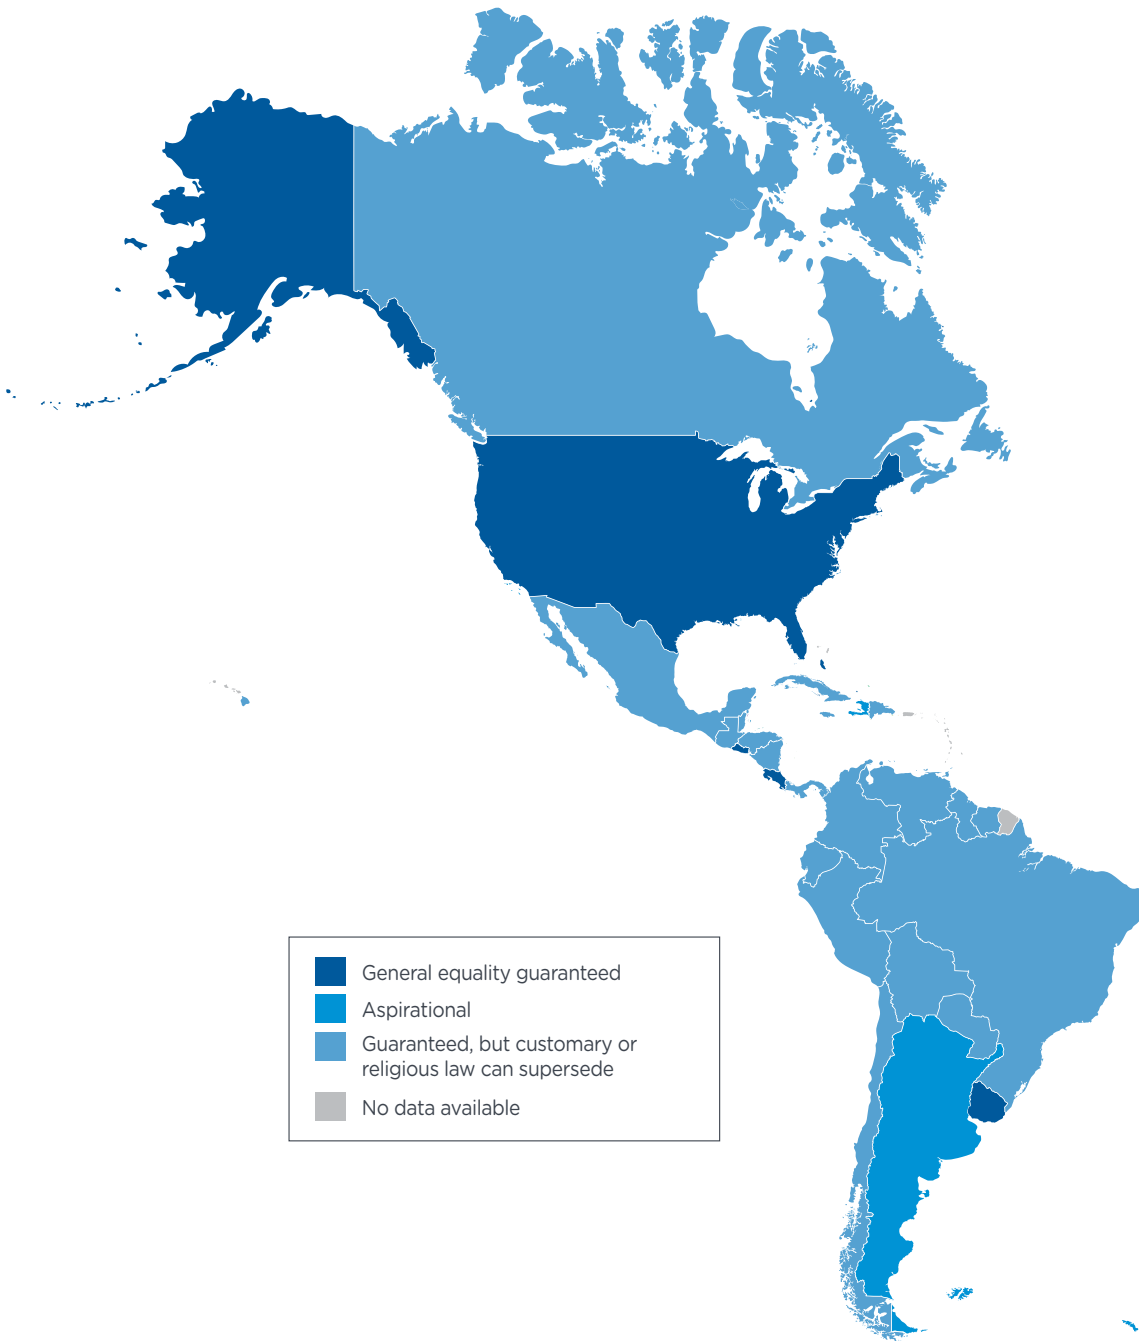 General equality guaranteed
Aspirational
Guaranteed, but customary or
religious law can supersede
No data available